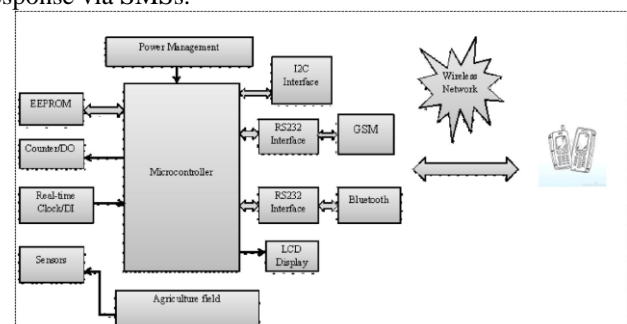 esponse via SMSs.
Power Management
I2C
Interface
Wireless
Network
EEPROM
RS232
Interface
GSM
Counter/DO
Microcontroller
Real-time
Clock/DI
RS232
Interface
Bluetooth
Sensors
LCD
Display
Agriculture field